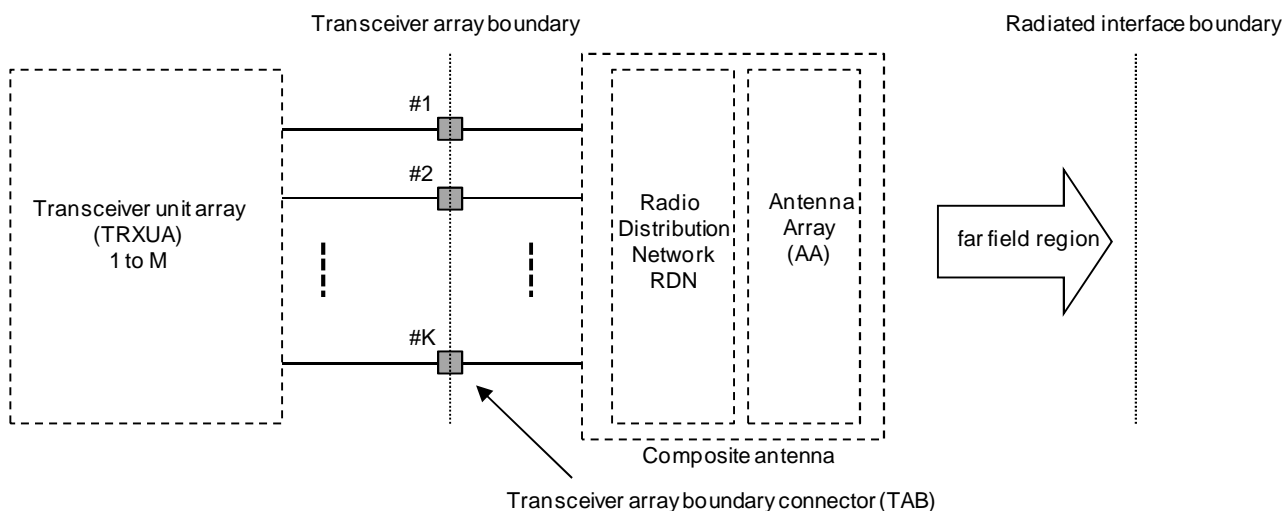 Transceiver array boundary
Radiated interface boundary
#1
#2
#K
Transceiver unit array
(TRXUA)
1 to M
Radio
Distribution
Network
RDN
Antenna
Array
(AA)
far field region
Composite antenna
Transceiver array boundary connector (TAB)